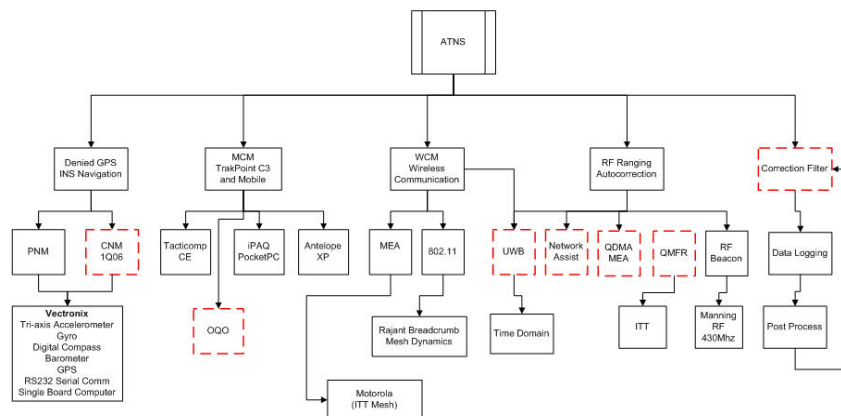 ATNS
Denied GPS
INS Navigation
MCM
TrakPoint C3
and Mobile
WCM
Wireless
Communication
RF Ranging
Autocorrection
Correction Filter
PNM
CNM
1Q06
Tacticomp
CE
iPAQ
PocketPC
Antelope
XP
MEA
802.11
UWB
Network
Assist
QDMA
MEA
QMFR
RF
Beacon
Data Logging
Vectronix
Tri-axis Accelerometer
Gyro
Digital Compass
Barometer
GPS
RS232 Serial Comm
Single Board Computer
OQO
Rajant Breadcrumb
Mesh Dynamics
Time Domain
ITT
Manning
RF
430Mhz
Post Process
Motorola
(ITT Mesh)